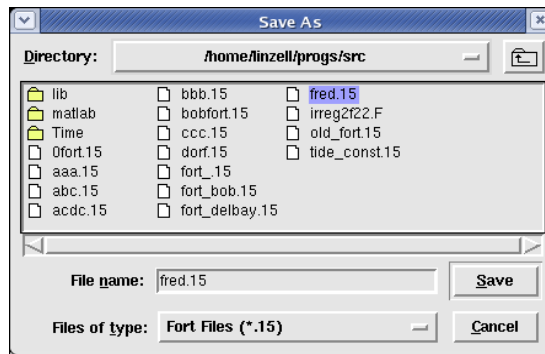 Save As
Directory: /home/linzell/progs/src
lib bbb.15 fred.15
matlab bobfort.15 irreg2f22.F
Time ccc.15 old_fort.15
0fort.15 dorf.15 tide_const.15
aaa.15 fort_.15
abc.15 fort_bob.15
acdc.15 fort_delbay.15
File name: fred.15 Save
Files of type: Fort Files (*.15) Cancel